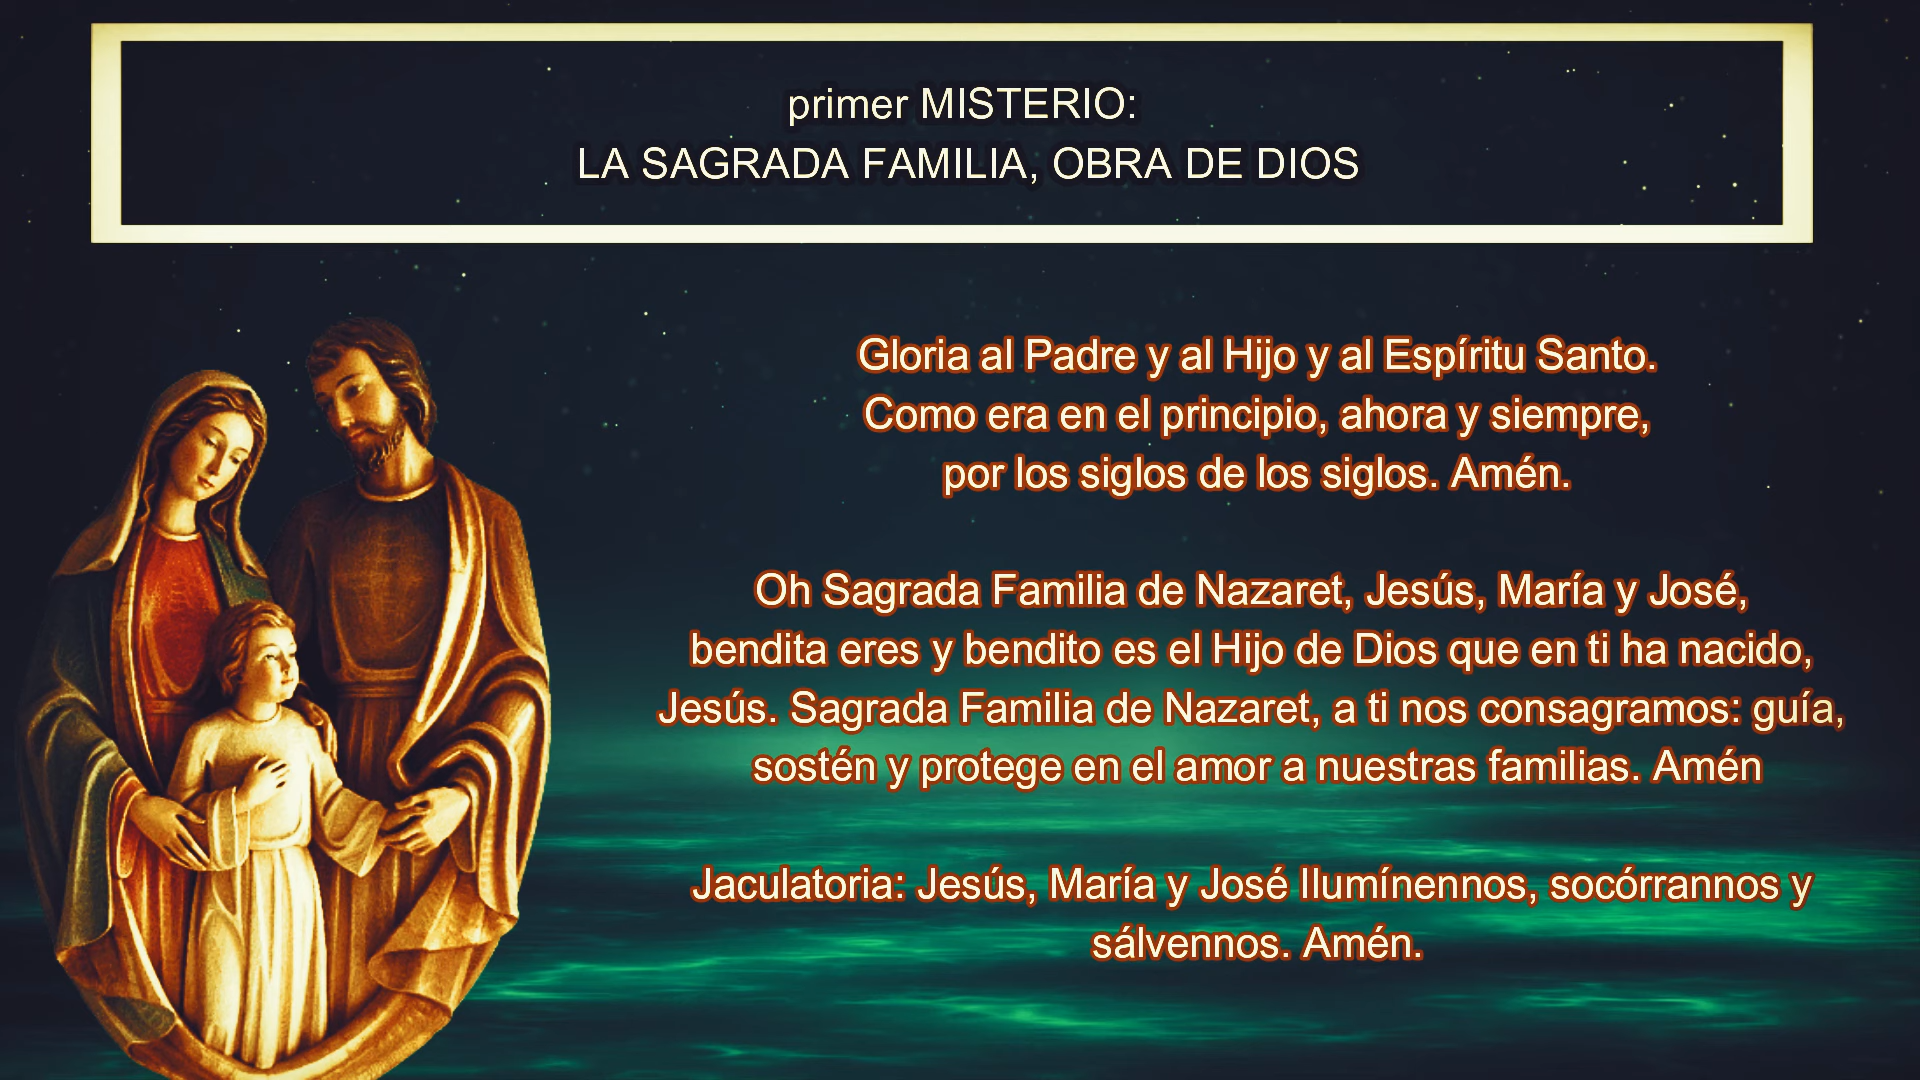 primer MISTERIO:
LA SAGRADA FAMILIA, OBRA DE DIOS
Gloria al Padre y al Hijo y al Espíritu Santo.
Como era en el principio, ahora y siempre,
por los siglos de los siglos. Amén.
Oh Sagrada Familia de Nazaret, Jesús, María y José,
bendita eres y bendito es el Hijo de Dios que en ti ha nacido,
Jesús. Sagrada Familia de Nazaret, a ti nos consagramos: guía,
sostén y protege en el amor a nuestras familias. Amén
Jaculatoria: Jesús, María y José Ilumínennos, socórrannos y
sálvennos. Amén.